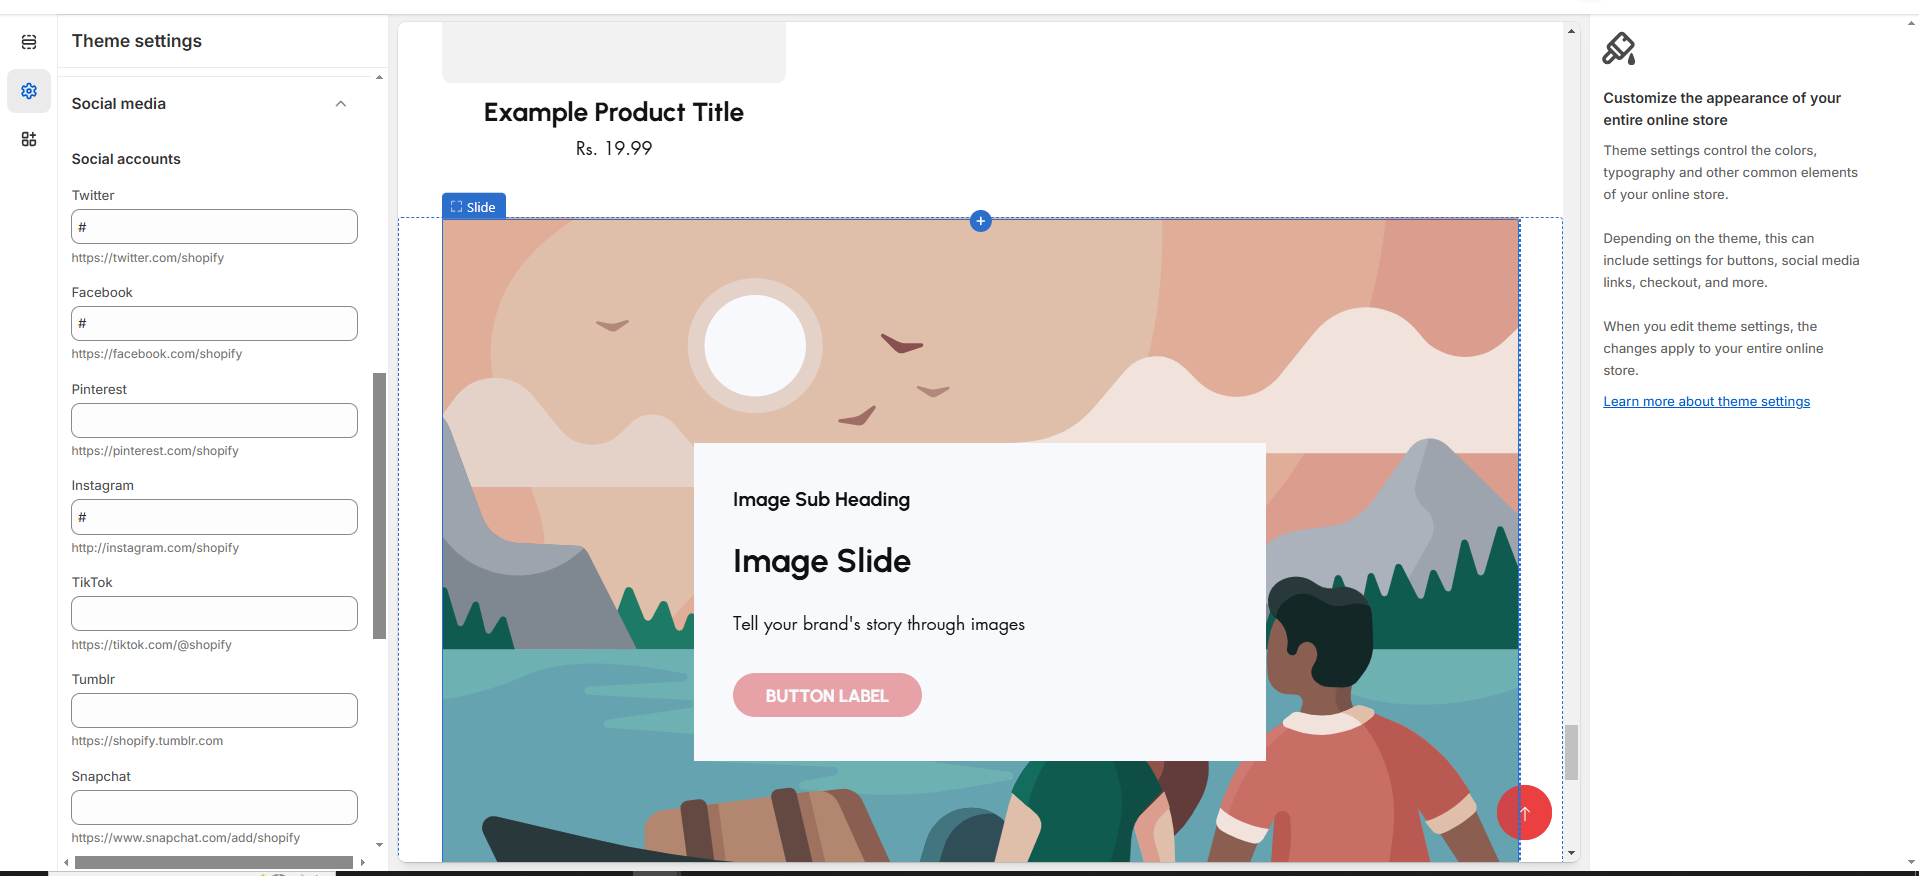 Theme settings
Social media
Social accounts
Twitter
#
https://twitter.com/shopify
Facebook
#
https://facebook.com/shopify
Pinterest
https://pinterest.com/shopify
Instagram
#
http://instagram.com/shopify
TikTok
https://tiktok.com/@shopify
Tumblr
https://shopify.tumblr.com
Snapchat
https://www.snapchat.com/add/shopify
Example Product Title
Rs. 19.99
Slide
Image Sub Heading
Image Slide
Tell your brand's story through images
BUTTON LABEL
Customize the appearance of your
entire online store
Theme settings control the colors,
typography and other common elements
of your online store.
Depending on the theme, this can
include settings for buttons, social media
links, checkout, and more.
When you edit theme settings, the
changes apply to your entire online
store.
Learn more about theme settings